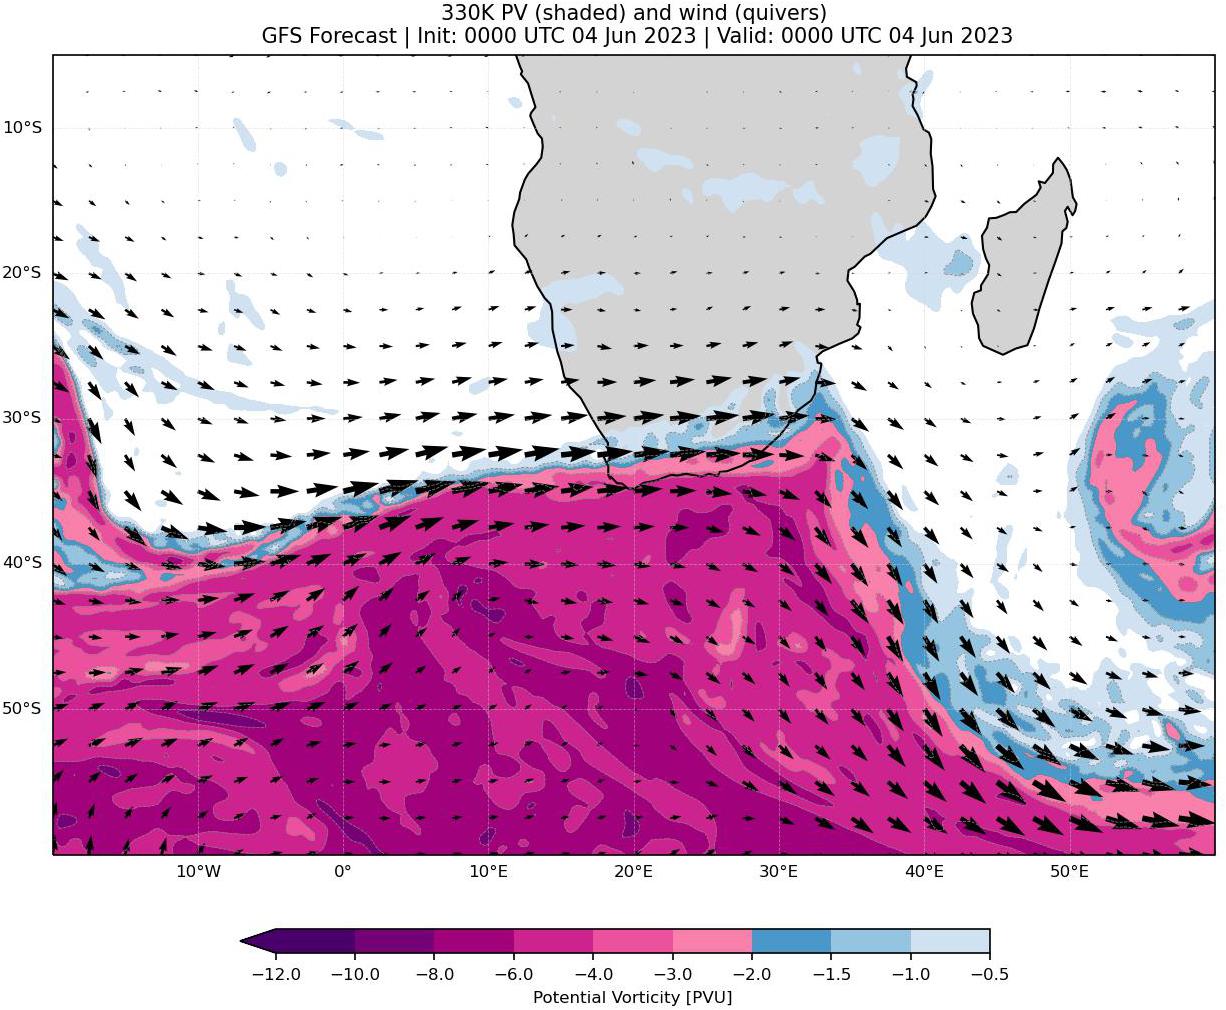 330K PV (shaded) and wind (quivers)
GFS Forecast | Init: 0000 UTC 04 Jun 2023 | Valid: 0000 UTC 04 Jun 2023
10°S
20°S
30°S
40°S
50°S
10°W 0° 10°E 20°E 30°E 40°E 50°E
−12.0 −10.0 −8.0 −6.0 −4.0 −3.0 −2.0 −1.5 −1.0 −0.5
Potential Vorticity [PVU]